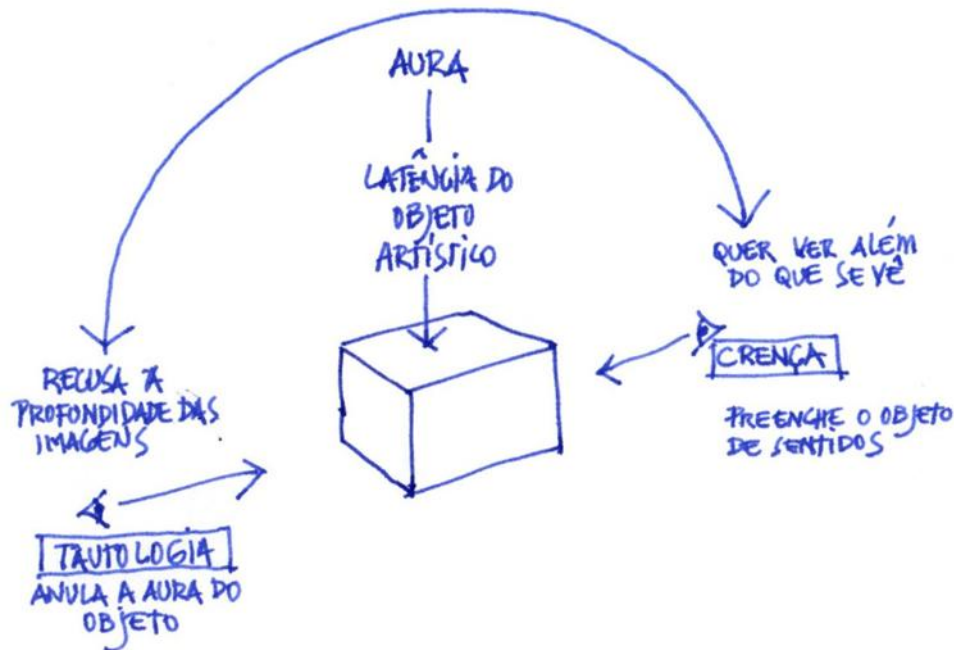 AURA
LATÊNCIA DO
OBJETO
ARTÍSTICO
QUER VER ALÉM
DO QUE SE VÊ
CRENÇA
PREENCHE O OBJETO
DE SENTIDOS
RECUSA A
PROFONDIDADE DAS
IMAGENS
TAUTOLOGIA
ANULA A AURA DO
OBJETO